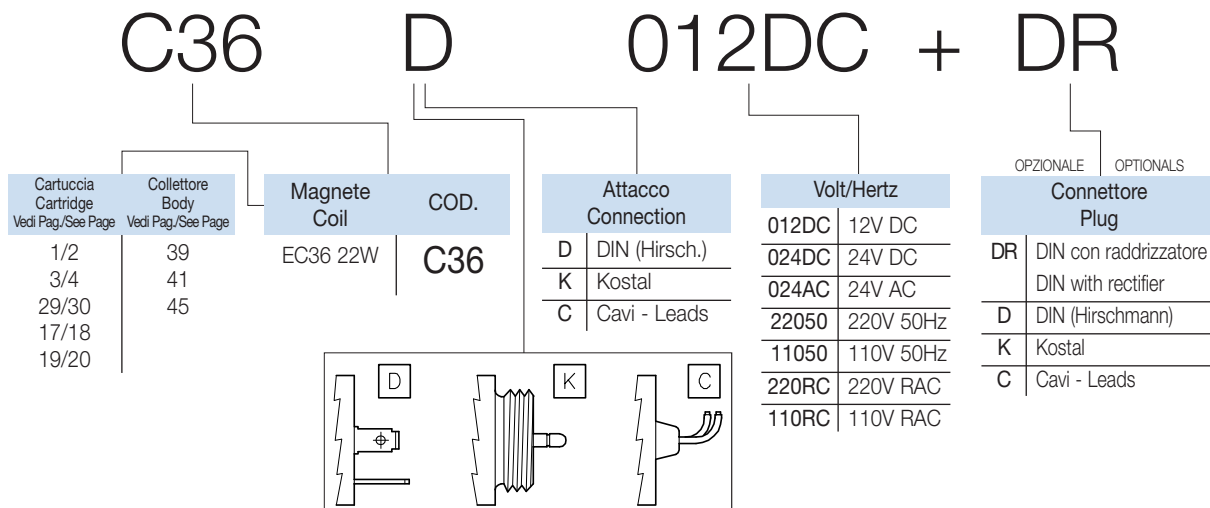 C36 D 012DC + DR
OPZIONALE OPTIONALS
Cartuccia
Cartridge
Vedi Pag./See Page
Collettore
Body
Vedi Pag./See Page
1/2 39
3/4 41
29/30 45
17/18
19/20
Magnete
Coil
COD.
EC36 22W C36
Attacco
Connection
D DIN (Hirsch.)
K Kostal
C Cavi - Leads
Volt/Hertz
012DC 12V DC
024DC 24V DC
024AC 24V AC
22050 220V 50Hz
11050 110V 50Hz
220RC 220V RAC
110RC 110V RAC
Connettore
Plug
DR DIN con raddrizzatore
DIN with rectifier
D DIN (Hirschmann)
K Kostal
C Cavi - Leads
D K C